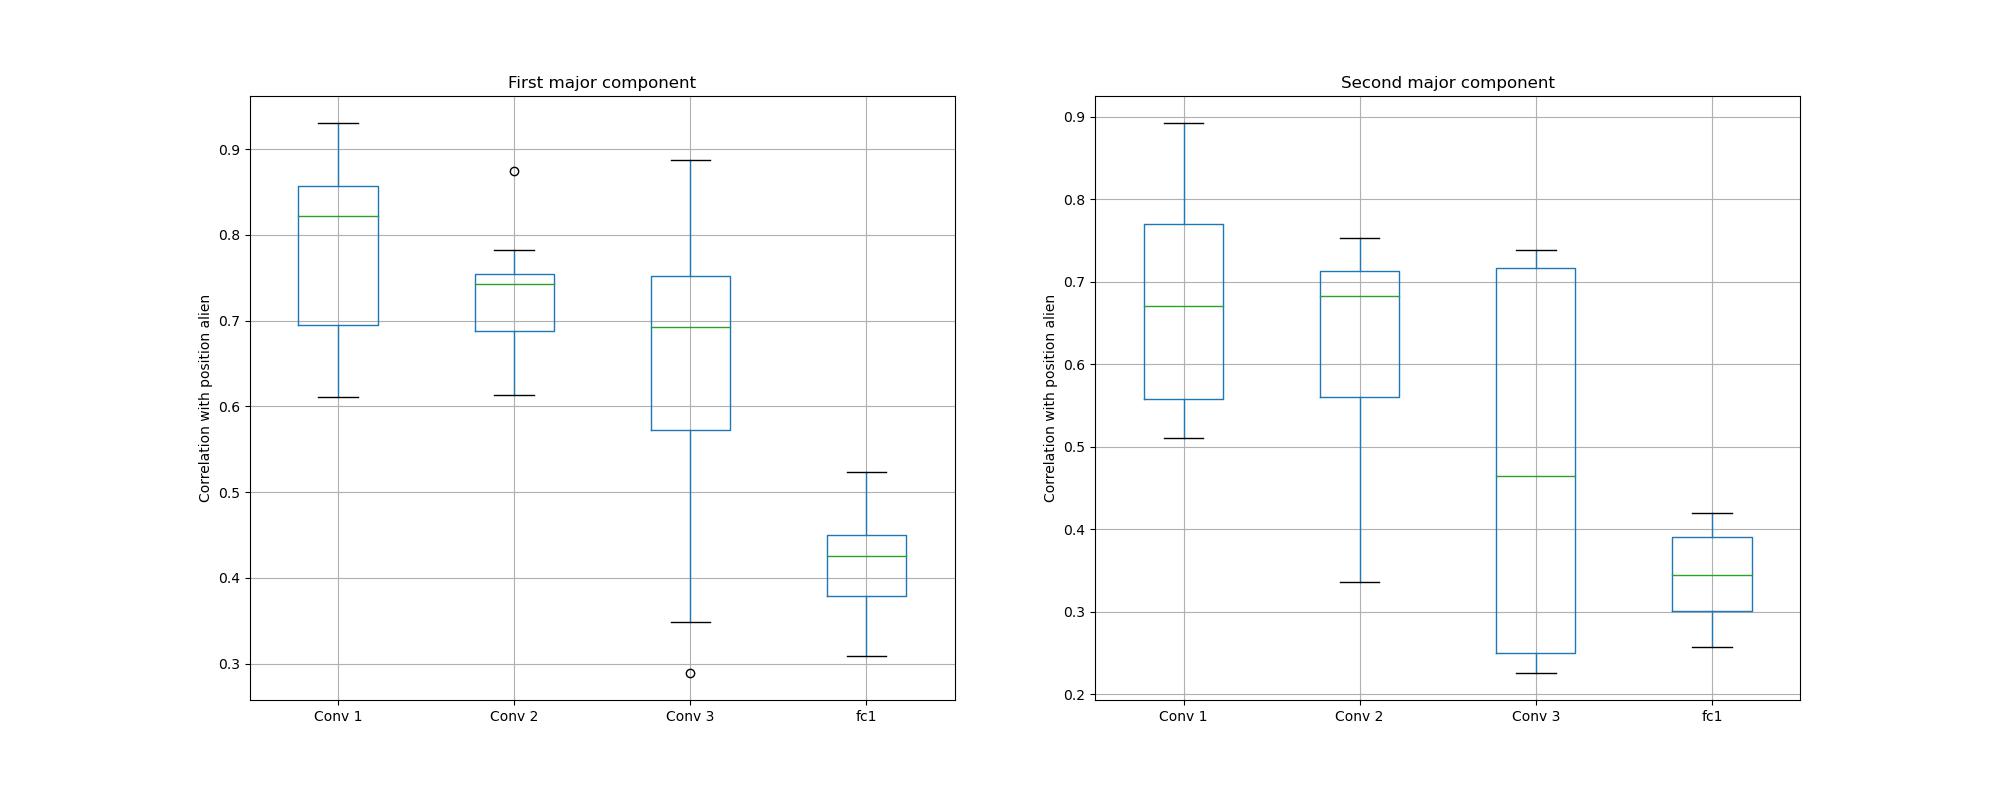 First major component
Correlation with position alien
0.9
0.8
0.7
0.6
0.5
0.4
0.3
Conv 1 Conv 2 Conv 3 fc1
Second major component
Correlation with position alien
0.9
0.8
0.7
0.6
0.5
0.4
0.3
0.2
Conv 1 Conv 2 Conv 3 fc1